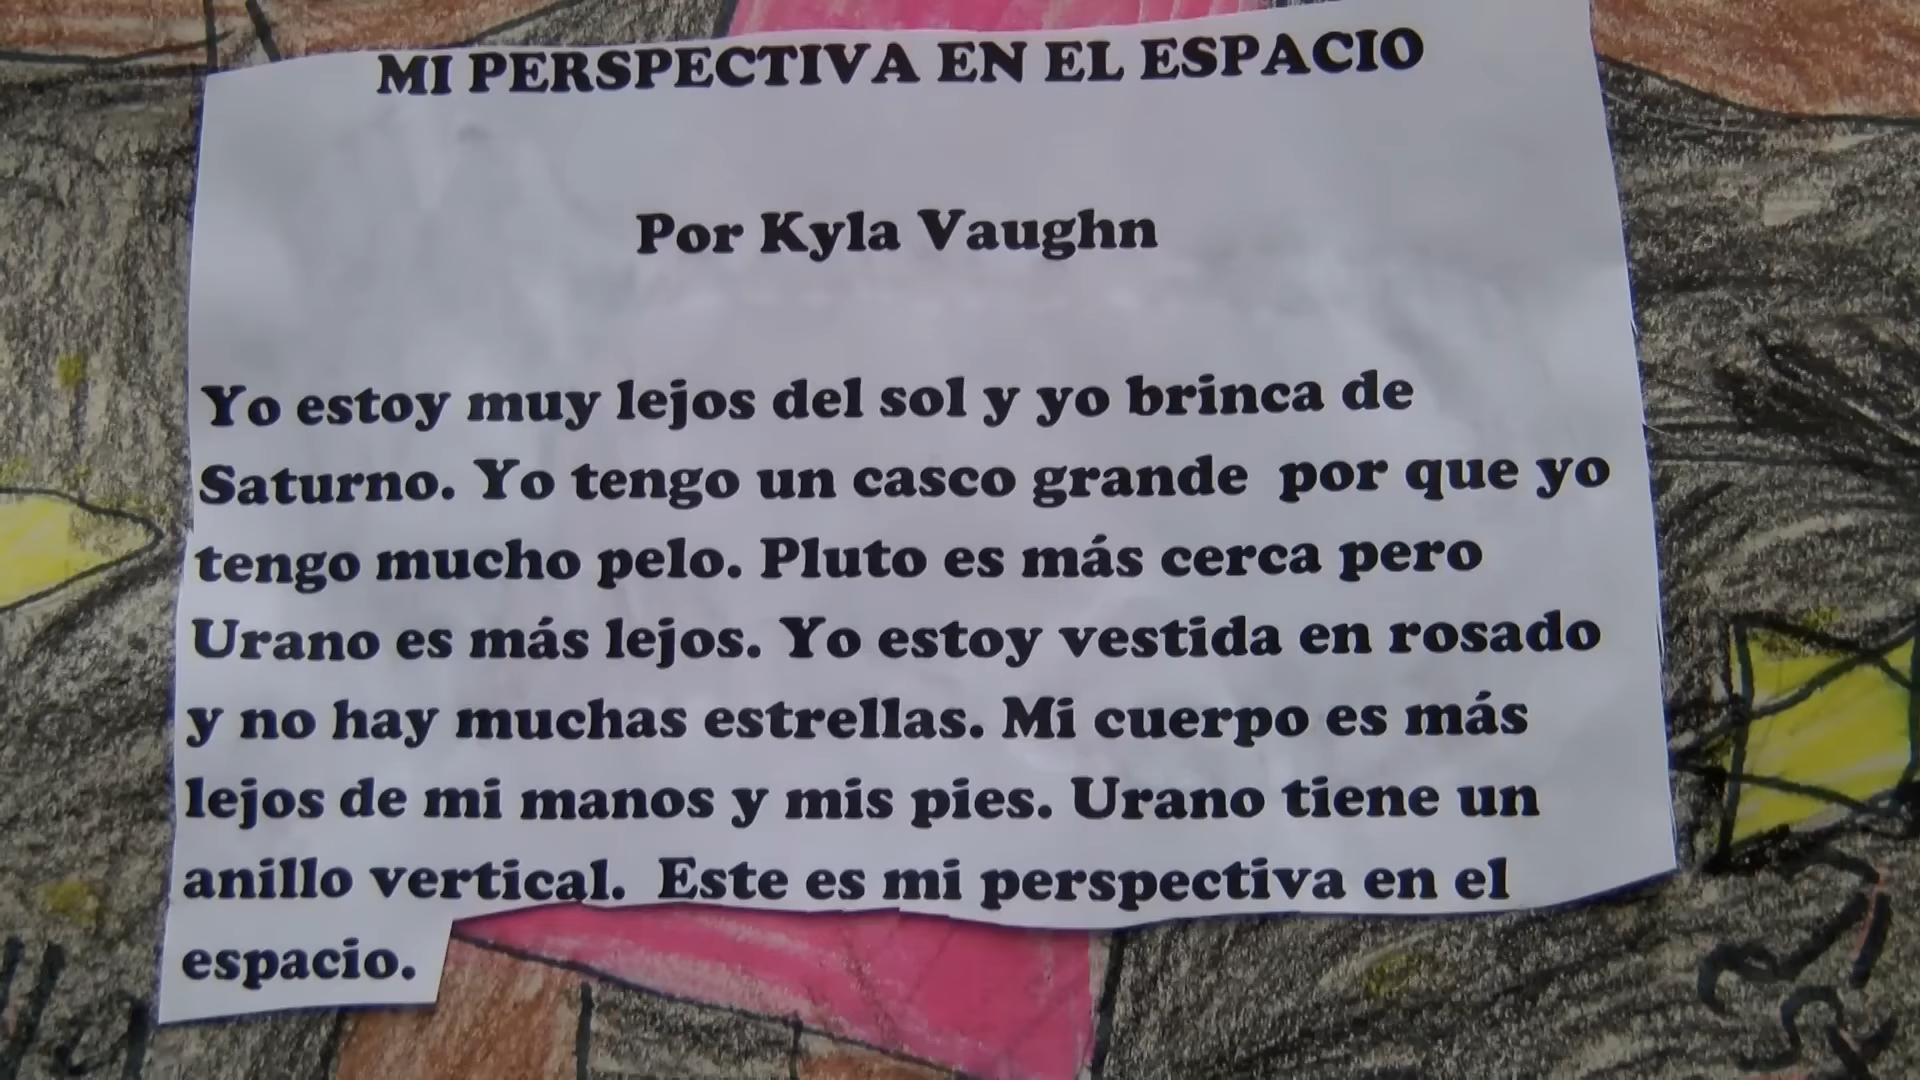 MI PERSPECTIVA EN EL ESPACIO
Por Kyla Vaughn
Yo estoy muy lejos del sol y yo brinca de
Saturno. Yo tengo un casco grande por que yo
tengo mucho pelo. Pluto es más cerca pero
Urano es más lejos. Yo estoy vestida en rosado
y no hay muchas estrellas. Mi cuerpo es más
lejos de mi manos y mis pies. Urano tiene un
anillo vertical. Este es mi perspectiva en el
espacio.